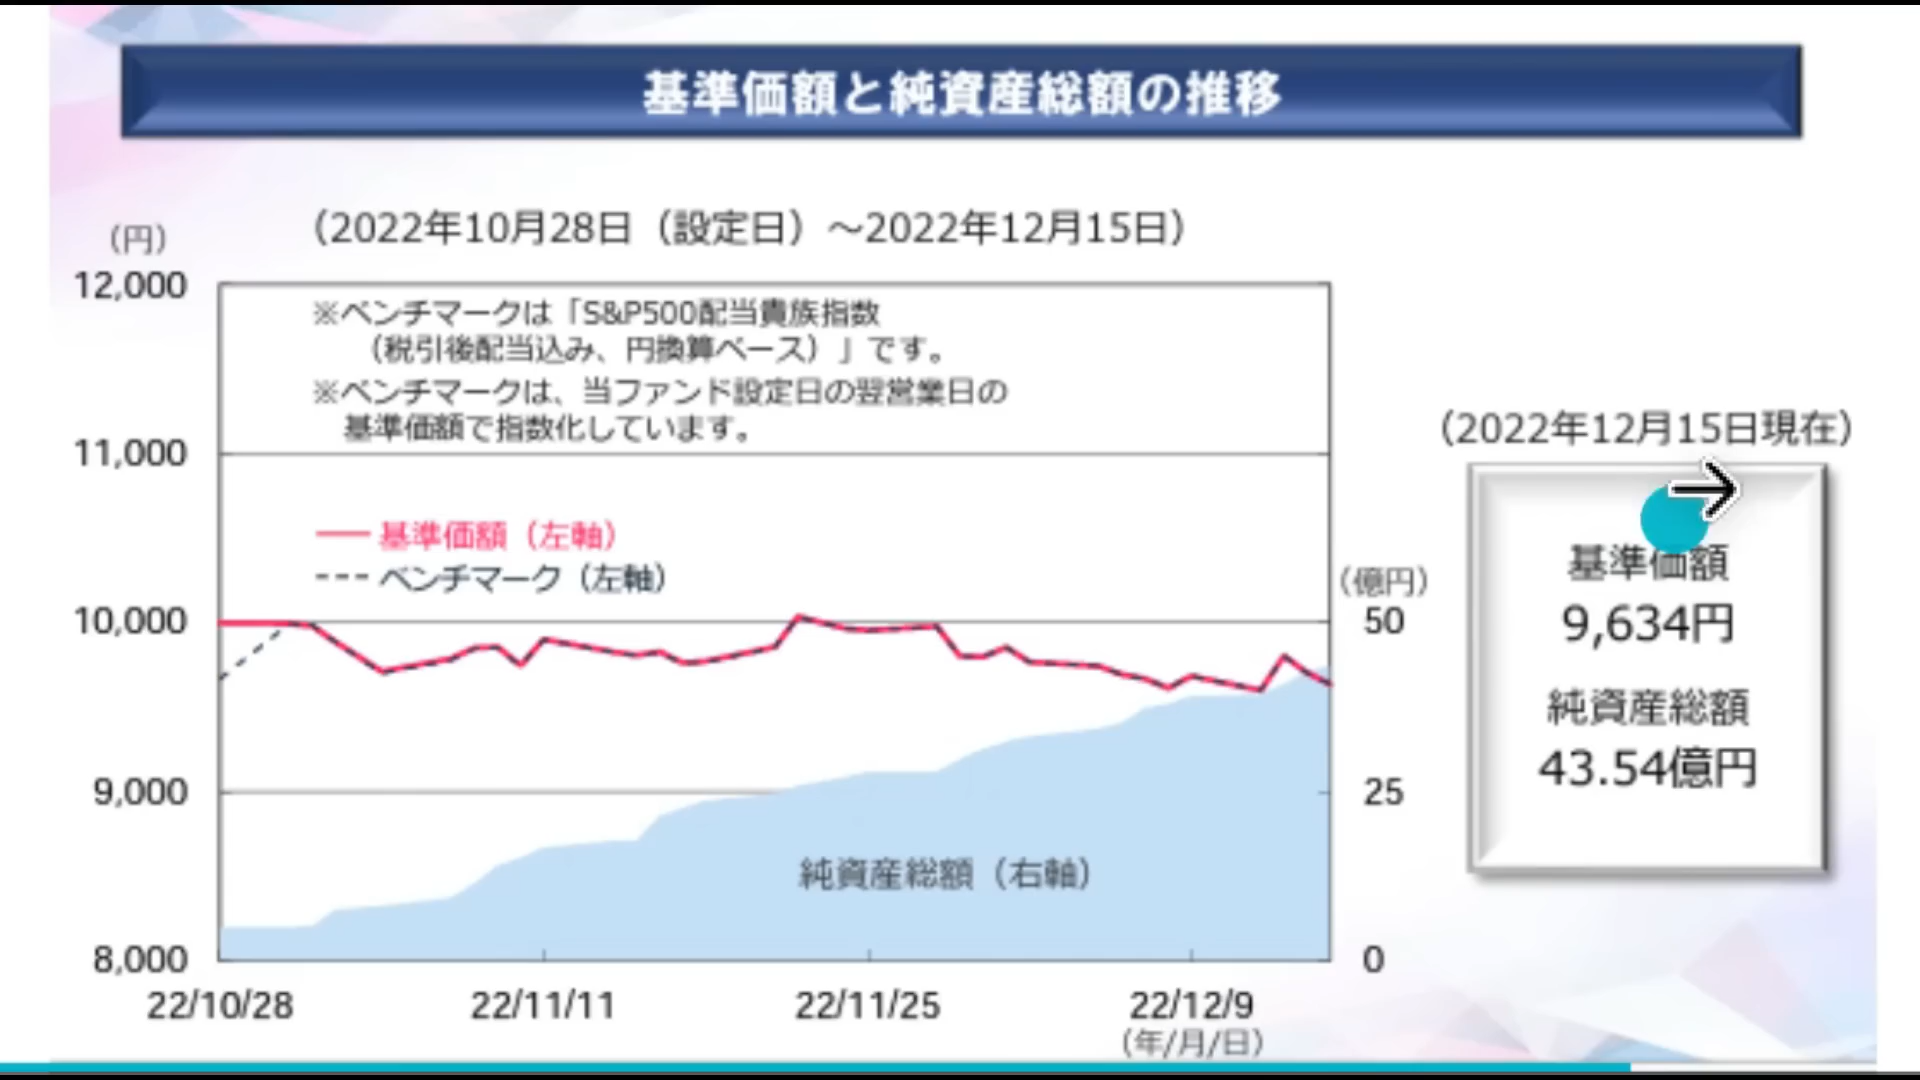 基準価額と純資産総額の推移
（2022年10月28日（設定日）～2022年12月15日）
（円）
12,000
11,000
10,000
9,000
8,000
※ベンチマークは「S&P500配当貴族指数
（税引後配当込み、円換算ベース）」です。
※ベンチマークは、当ファンド設定日の翌営業日の
基準価額で指数化しています。
基準価額（左軸）
ベンチマーク（左軸）
純資産総額（右軸）
（億円）
50
25
0
22/10/28
22/11/11
22/11/25
22/12/9
（年/月/日）
（2022年12月15日現在）
基準価額
9,634円
純資産総額
43.54億円